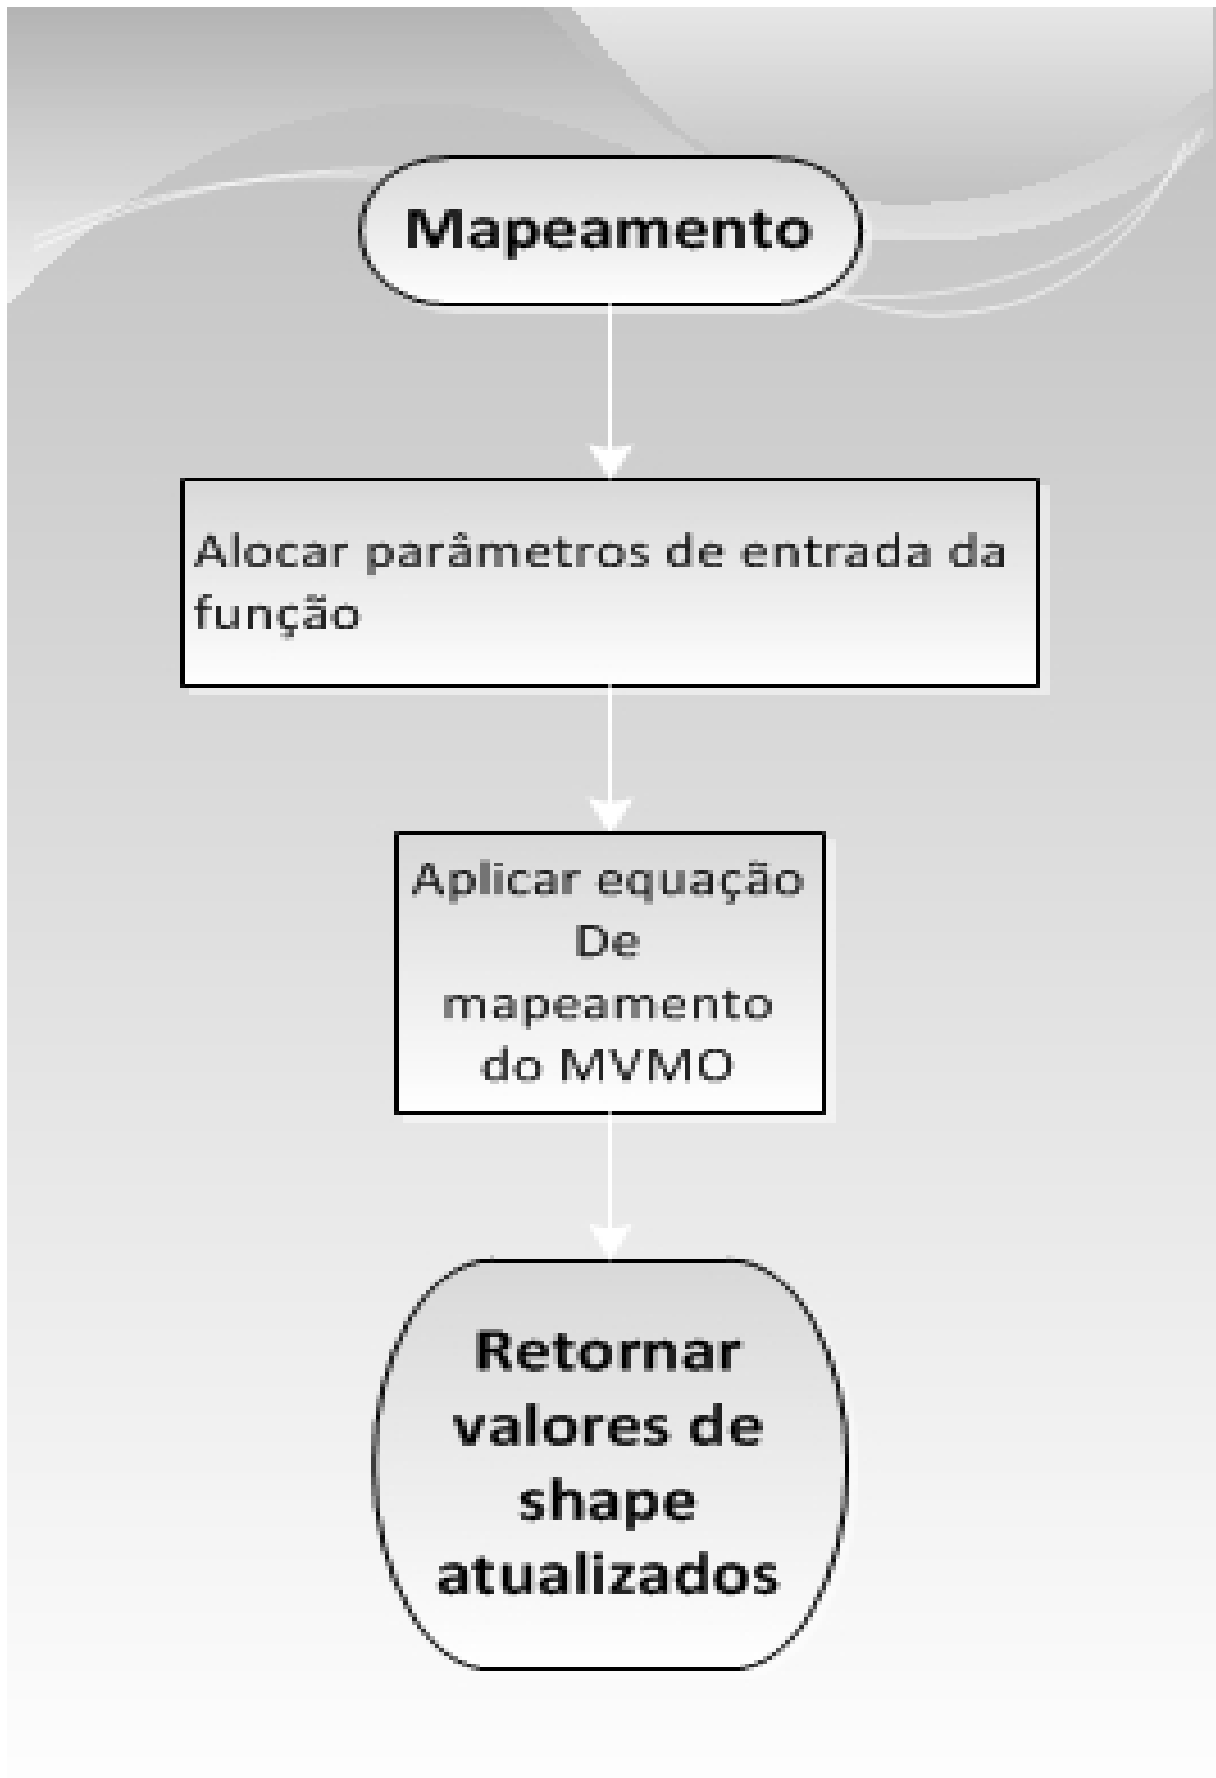 Mapeamento
Alocar parâmetros de entrada da
função
Aplicar equação
De
mapeamento
do MVMO
Retornar
valores de
shape
atualizados